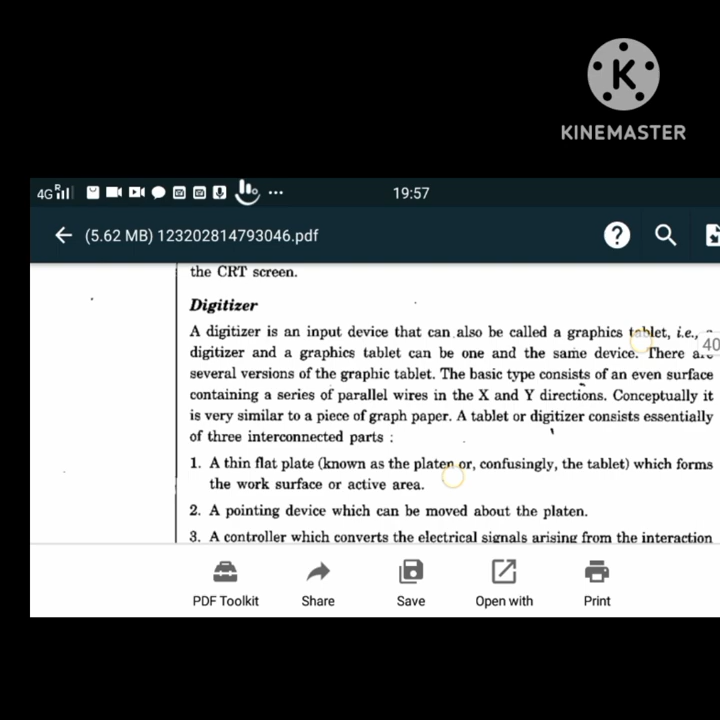 K
KINEMASTER
4G R 19:57
(5.62 MB) 123202814793046.pdf
the CRT screen.
Digitizer
A digitizer is an input device that can also be called a graphics tablet, i.e.,
digitizer and a graphics tablet can be one and the same device. There are
40
several versions of the graphic tablet. The basic type consists of an even surface
containing a series of parallel wires in the X and Y directions. Conceptually it
is very similar to a piece of graph paper. A tablet or digitizer consists essentially
of three interconnected parts :
1. A thin flat plate (known as the platen or, confusingly, the tablet) which forms
the work surface or active area.
2. A pointing device which can be moved about the platen.
3. A controller which converts the electrical signals arising from the interaction
PDF Toolkit Share Save Open with Print